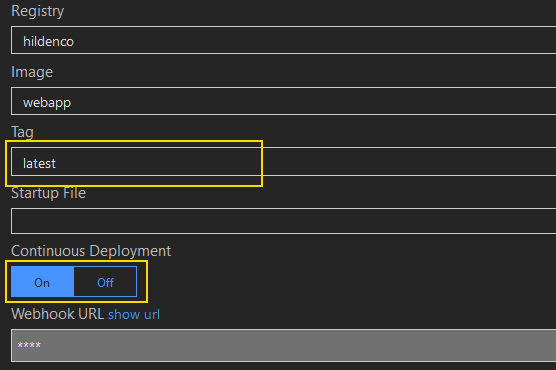 Registry
hildenco
Image
webapp
Tag
latest
Startup File
Continuous Deployment
On Off
Webhook URL show url
****